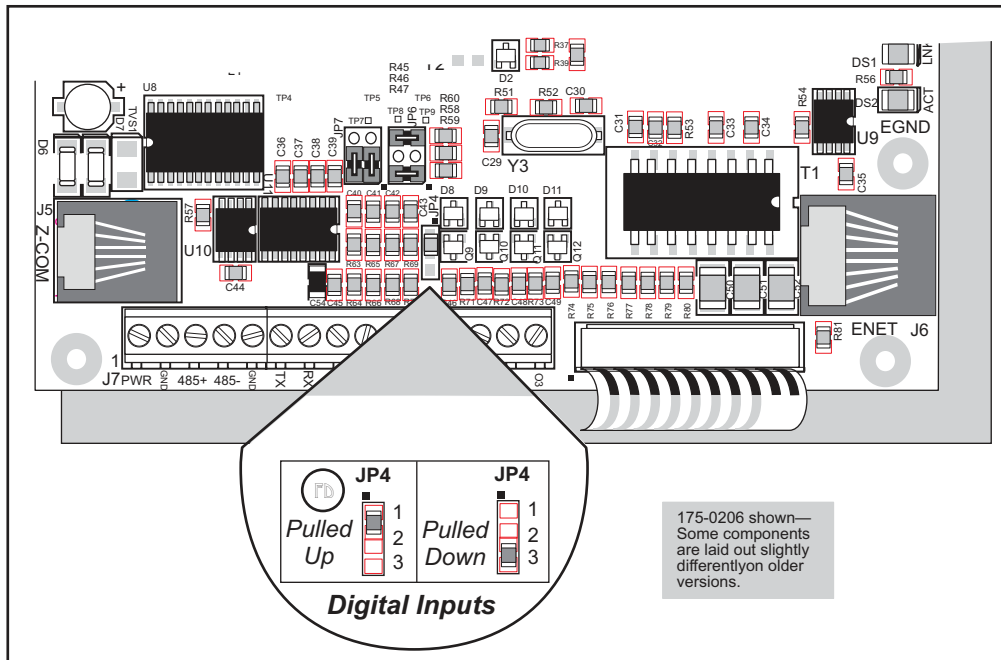 R45
R46
R47
D2
R37
R39
DS1
LNK
R56
DS2
ACT
U8
TVS1
D7
+
TP4
TP5
TP6
TP8
TP9
TP7
JP7
JP6
R60
R58
R59
R51
R52
C30
C29
Y3
C31
R53
C33
C34
R54
U9
EGND
D6
C36
C37
C38
C39
U11
T1
C35
J5
Z-COM
R57
U10
C40
C41
C42
C43
JP4
D8
D9
D10
D11
Q9
Q10
Q11
Q12
R63
R65
R67
R69
C44
C54
C45
R64
R66
R68
R71
C47
R72
C48
R73
C49
R74
R75
R76
R77
R78
R79
R80
C50
C51
C52
ENET
J6
R81
1
J7
PWR
GND
485+
485-
GND
TX
RX
O3
JP4
Pulled
Up
1
2
3
JP4
Pulled
Down
1
2
3
Digital Inputs
175-0206 shown—
Some components
are laid out slightly
differentlyon older
versions.